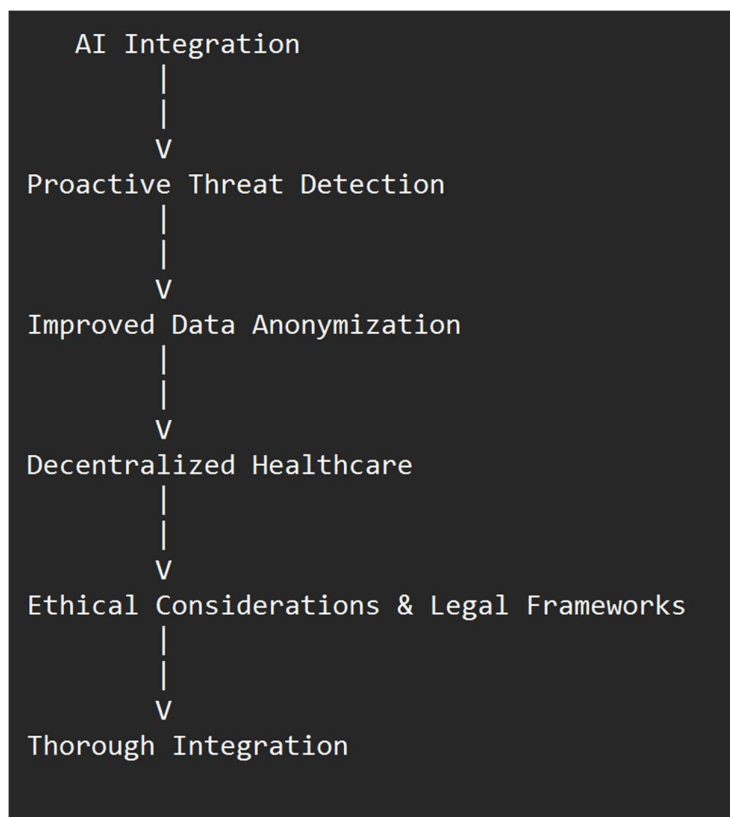 AI Integration
|
|
V
Proactive Threat Detection
|
|
V
Improved Data Anonymization
|
|
V
Decentralized Healthcare
|
|
V
Ethical Considerations & Legal Frameworks
|
|
V
Thorough Integration